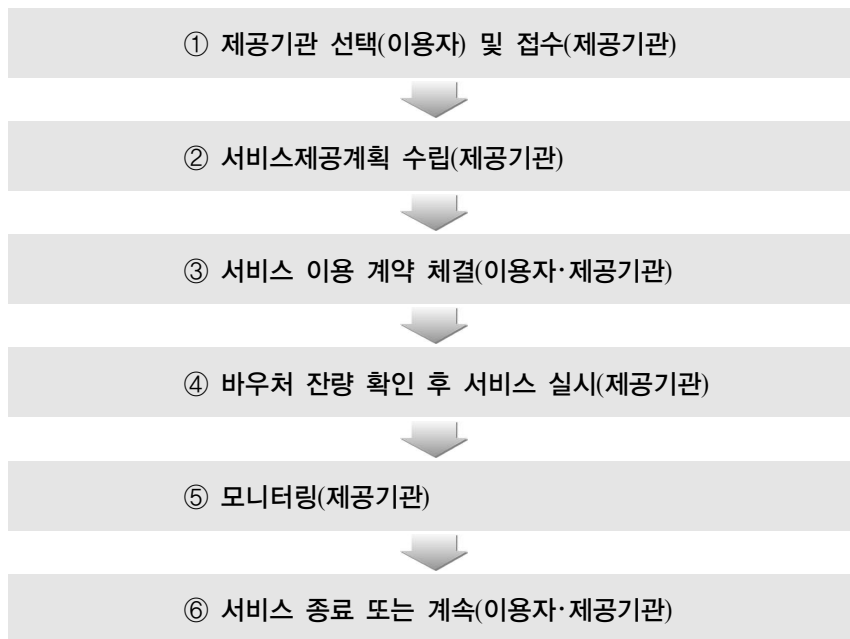 ① 제공기관 선택(이용자) 및 접수(제공기관)
② 서비스제공계획 수립(제공기관)
③ 서비스 이용 계약 체결(이용자·제공기관)
④ 바우처 잔량 확인 후 서비스 실시(제공기관)
⑤ 모니터링(제공기관)
⑥ 서비스 종료 또는 계속(이용자·제공기관)